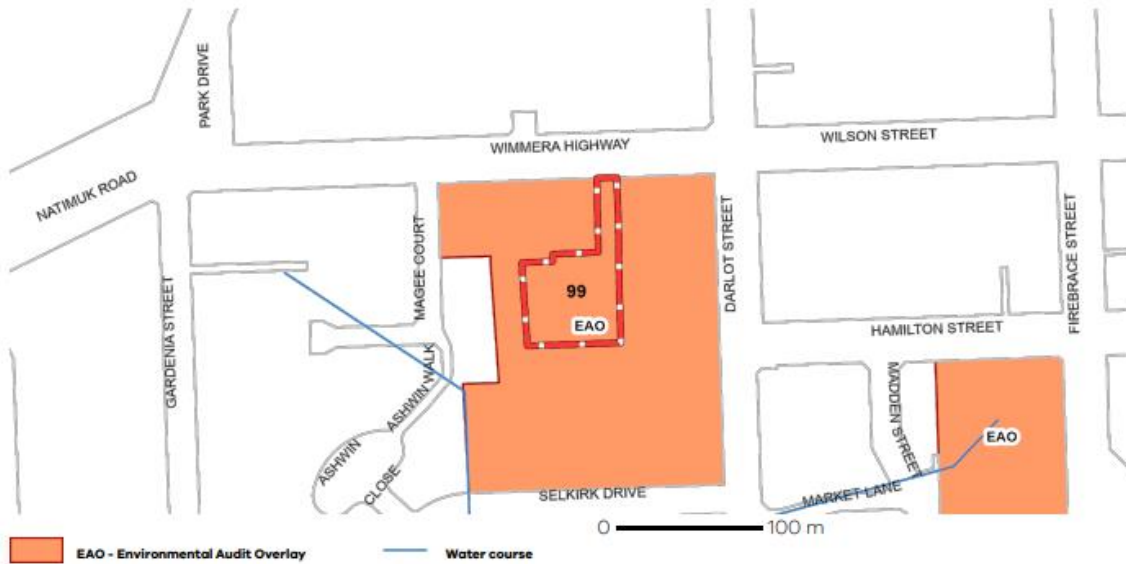 PARK DRIVE
WIMMERA HIGHWAY
WILSON STREET
NATIMUK ROAD
GARDENIA STREET
MAGEE COURT
DARLOT STREET
FIREBRACE STREET
99
EAO
HAMILTON STREET
ASHWIN WALK
MADDEN STREET
EAO
ASHWIN
CLOSE
SELKIRK DRIVE
MARKET LANE
0 100 m
EAO - Environmental Audit Overlay
Water course